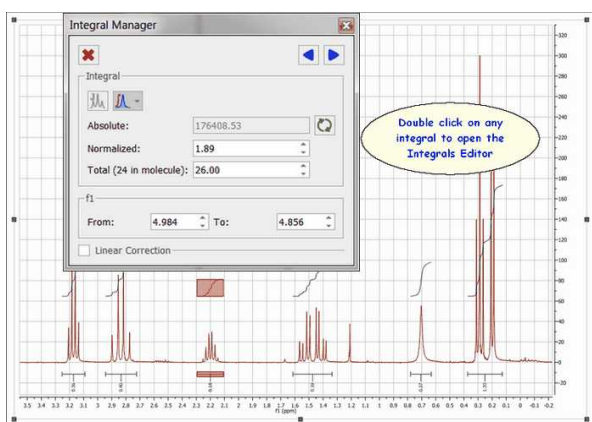 Integral Manager
Integral
Absolute: 176408.53
Normalized: 1.89
Total (24 in molecule): 26.00
f1
From: 4.984 To: 4.856
Linear Correction
Double click on any
integral to open the
Integrals Editor
320
300
280
260
240
220
200
180
160
140
120
100
80
60
40
20
0
-20
3.5 3.4 3.3 3.2 3.1 3.0 2.9 2.8 2.7 2.6 2.5 2.4 2.3 2.2 2.1 2.0 1.9 1.8 1.7 1.6 1.5 1.4 1.3 1.2 1.1 1.0 0.9 0.8 0.7 0.6 0.5 0.4 0.3 0.2 0.1 0.0 -0.1 -0.2
f1 (ppm)